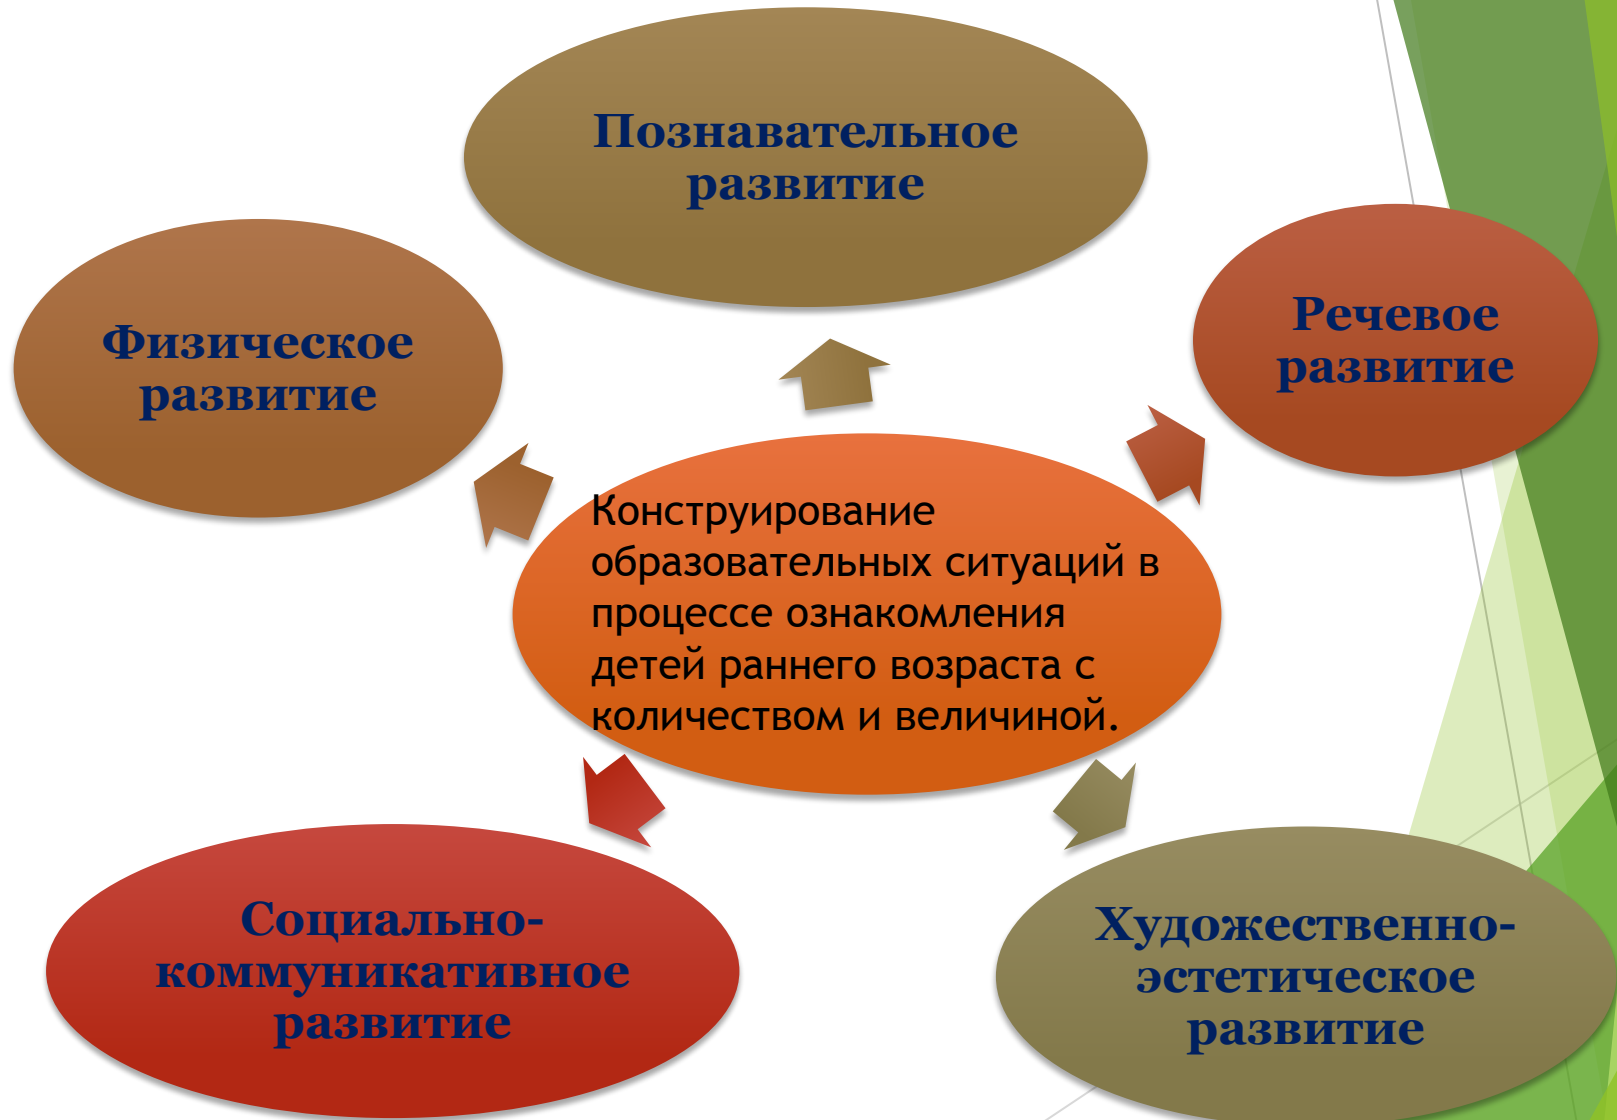 Познавательное
развитие
Физическое
развитие
Речевое
развитие
Конструирование
образовательных ситуаций в
процессе ознакомления
детей раннего возраста с
количеством и величиной.
Социально-
коммуникативное
развитие
Художественно-
эстетическое
развитие